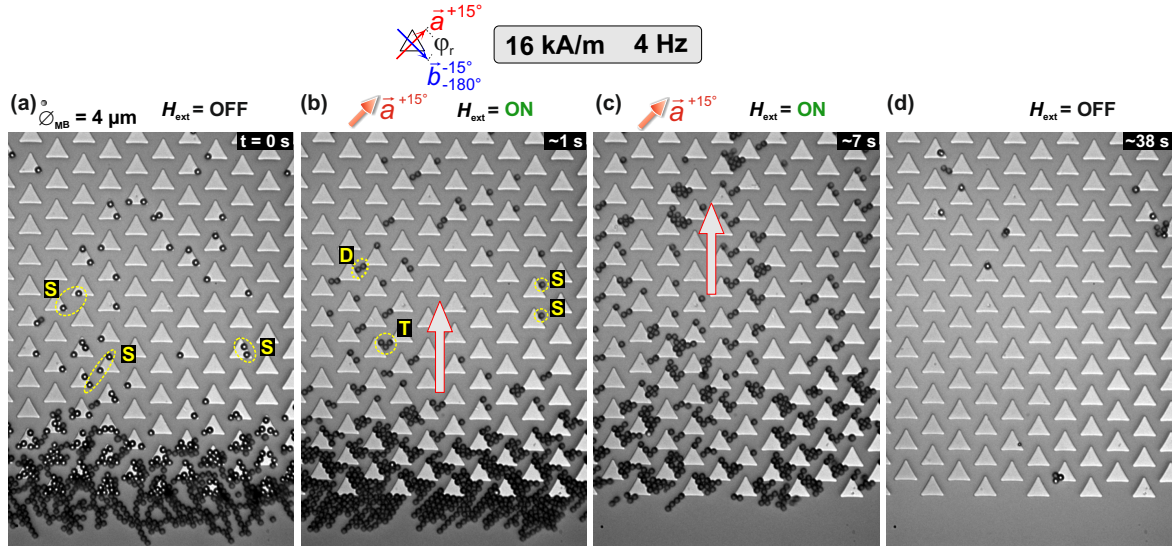 a⃗ +15°
φr
b⃗ -15° -180°
16 kA/m 4 Hz
(a) ∅MB = 4 µm Hext = OFF
t = 0 s
S
S
S
(b) a⃗ +15° Hext = ON
~1 s
D
S
S
T
(c) a⃗ +15° Hext = ON
~7 s
(d) Hext = OFF
~38 s